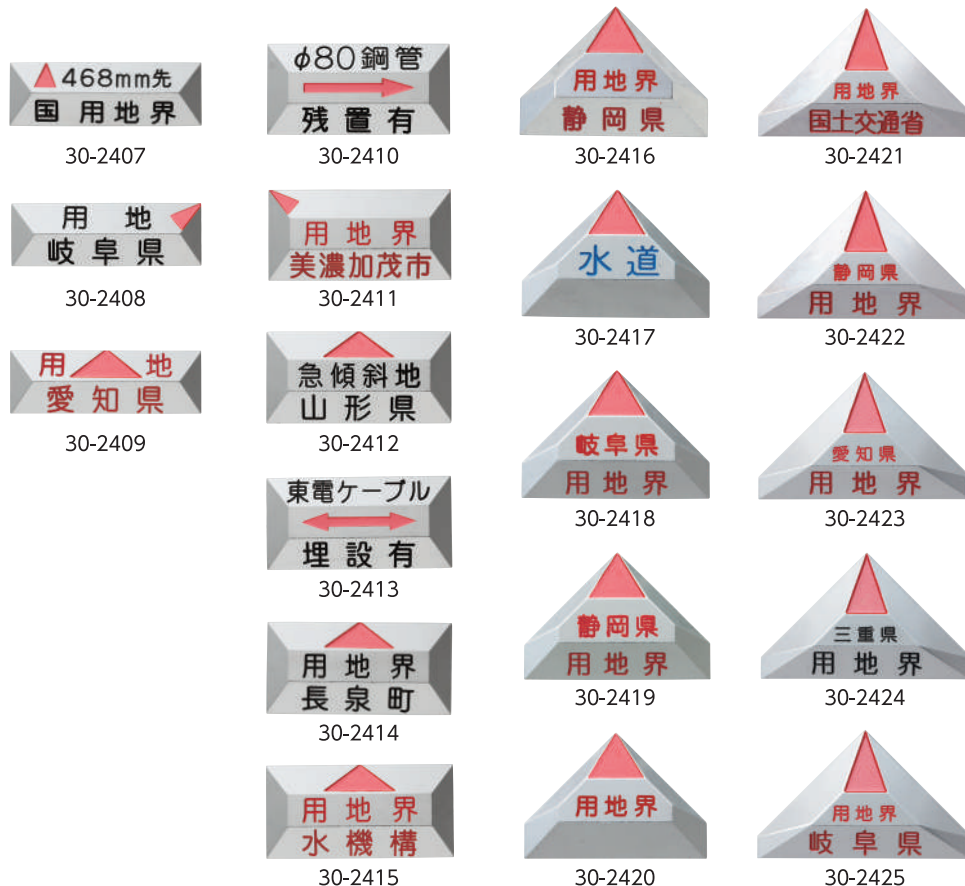 468mm先
国 用地界
30-2407
用 地
岐阜県
30-2408
用 地
愛知県
30-2409
φ80鋼管
残置有
30-2410
用地界
美濃加茂市
30-2411
急傾斜地
山形県
30-2412
東電ケーブル
埋設有
30-2413
用地界
長泉町
30-2414
用地界
水機構
30-2415
用地界
静岡県
30-2416
水道
30-2417
岐阜県
用地界
30-2418
静岡県
用地界
30-2419
用地界
30-2420
用地界
国土交通省
30-2421
静岡県
用地界
30-2422
愛知県
用地界
30-2423
三重県
用地界
30-2424
用地界
岐阜県
30-2425